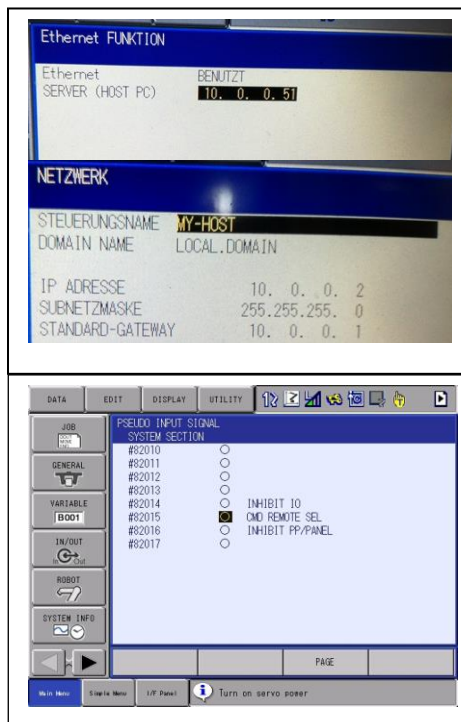 Ethernet FUNKTION
Ethernet BENUTZT
SERVER (HOST PC) 10. 0. 0. 51
NETZWERK
STEUERUNGSNAME MY-HOST
DOMAIN NAME LOCAL.DOMAIN
IP ADRESSE 10. 0. 0. 2
SUBNETZMASKE 255.255.255. 0
STANDARD-GATEWAY 10. 0. 0. 1
DATA EDIT DISPLAY UTILITY
PSEUDO INPUT SIGNAL
SYSTEM SECTION
#82010
#82011
#82012
#82013
#82014 INHIBIT IO
#82015 CMD REMOTE SEL
#82016 INHIBIT PP/PANEL
#82017
JOB
GENERAL
VARIABLE
B001
IN/OUT
In Out
ROBOT
SYSTEM INFO
PAGE
Main Menu Simple Menu I/F Panel Turn on servo power